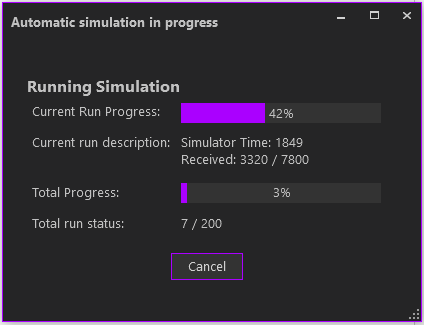 Automatic simulation in progress
Running Simulation
Current Run Progress: 42%
Current run description: Simulator Time: 1849
Received: 3320 / 7800
Total Progress: 3%
Total run status: 7 / 200
Cancel